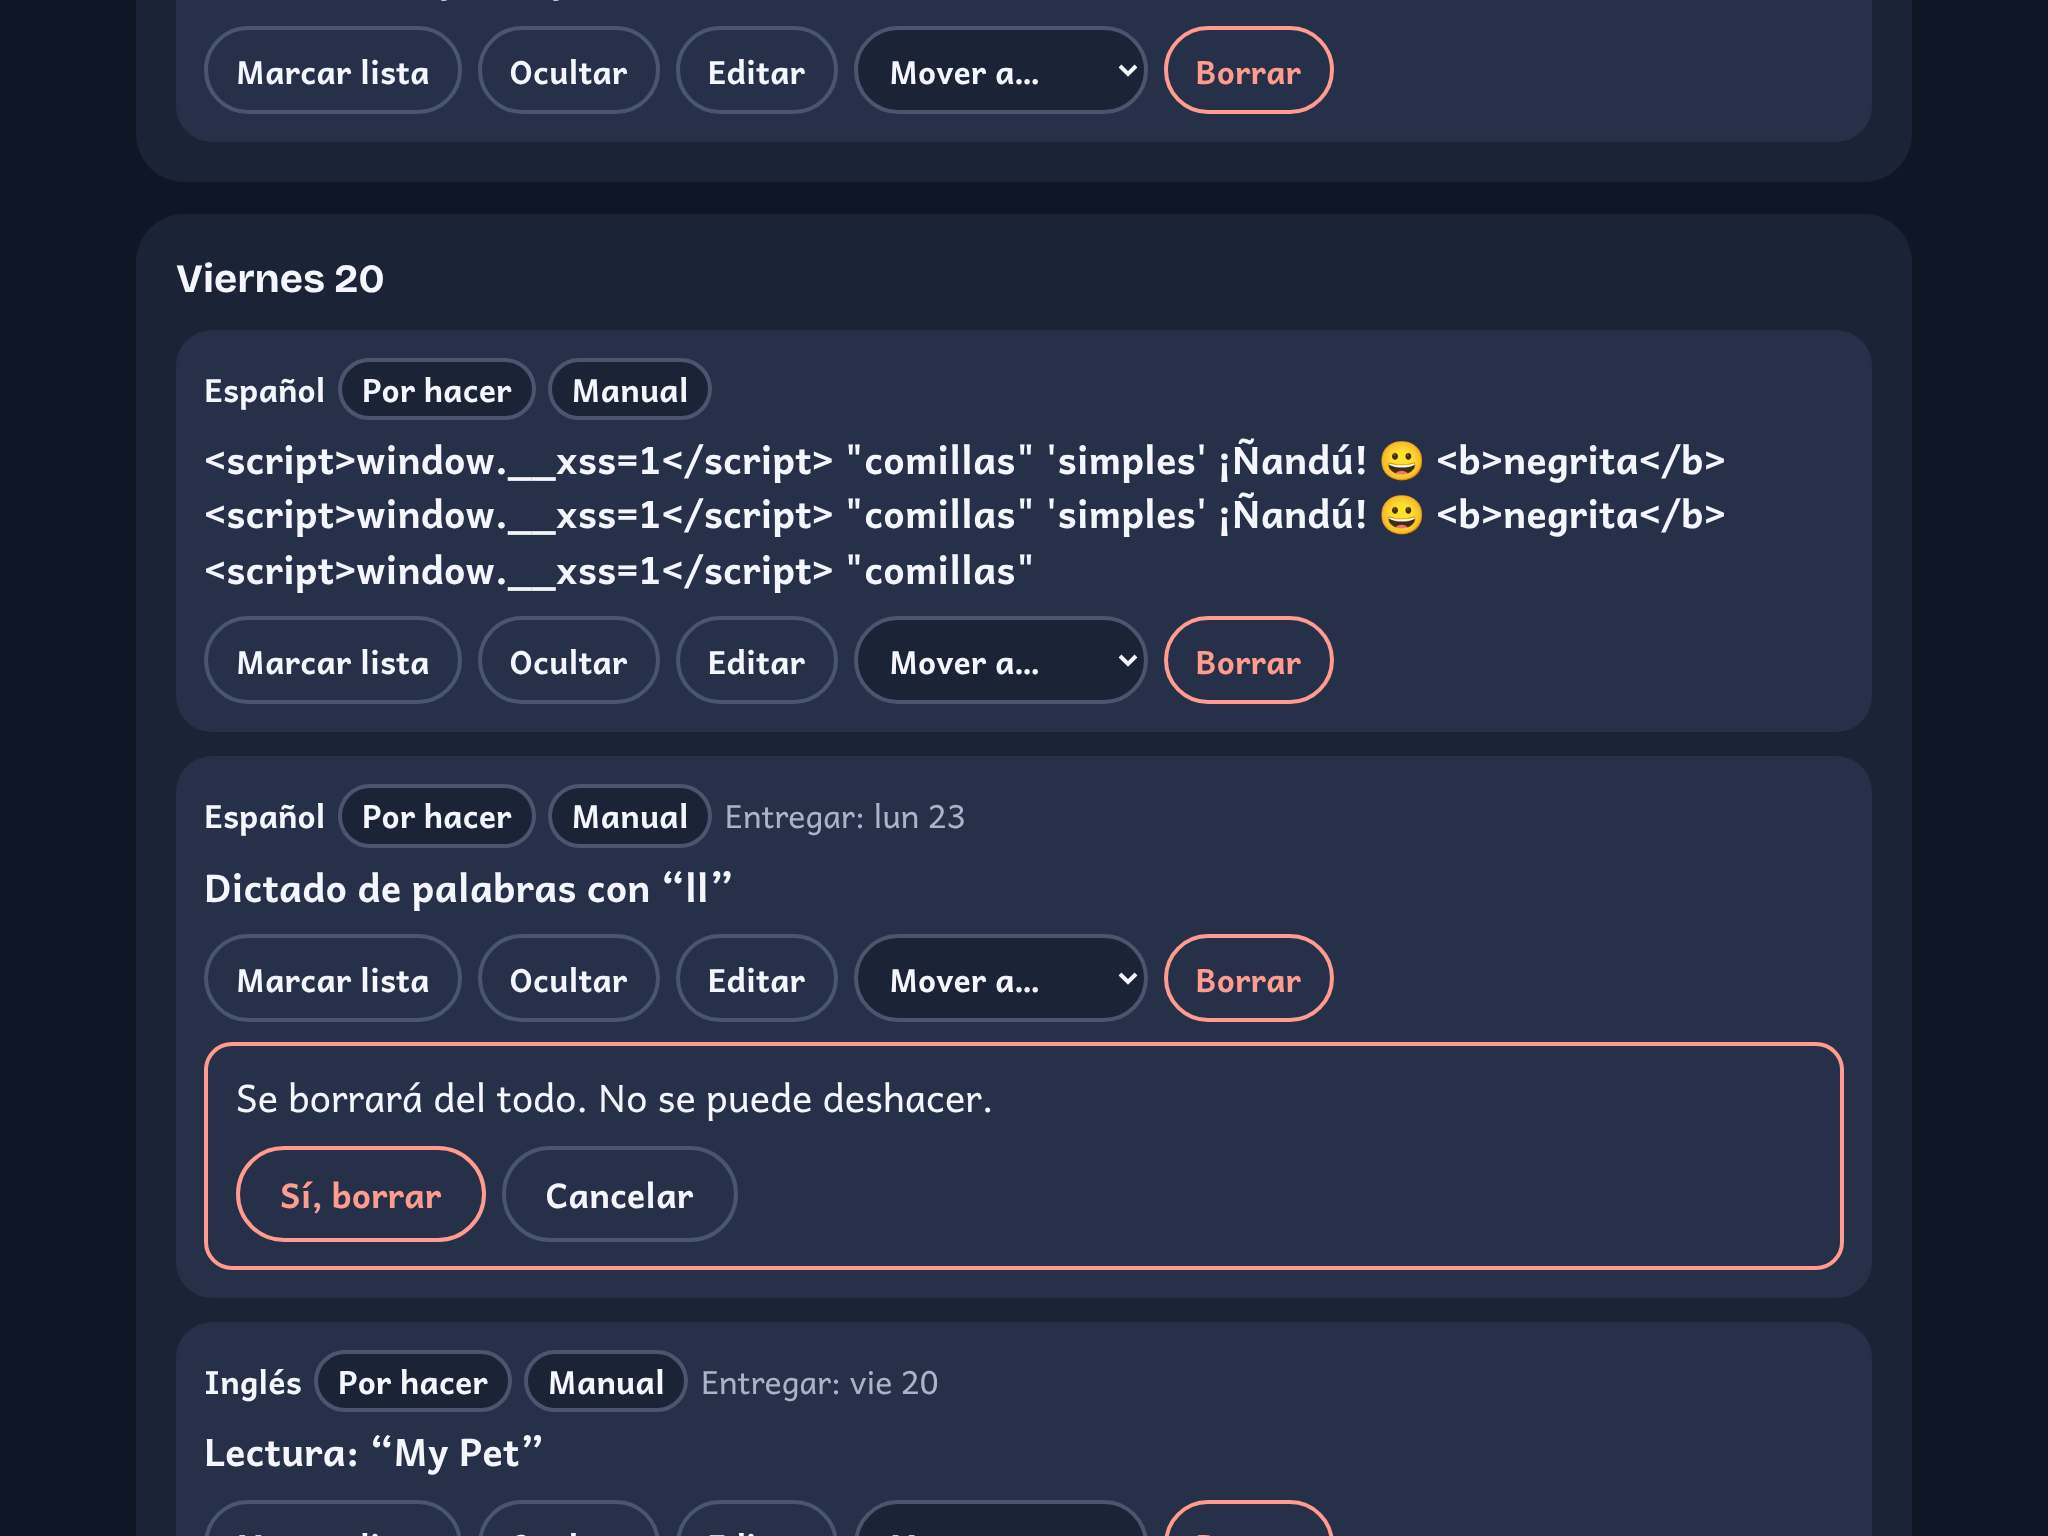 Marcar lista Ocultar Editar Mover a... Borrar
Viernes 20
Español Por hacer Manual
<script>window.__xss=1</script> "comillas" 'simples' ¡Ñandú! 😀 <b>negrita</b>
<script>window.__xss=1</script> "comillas" 'simples' ¡Ñandú! 😀 <b>negrita</b>
<script>window.__xss=1</script> "comillas"
Marcar lista Ocultar Editar Mover a... Borrar
Español Por hacer Manual Entregar: lun 23
Dictado de palabras con “ll”
Marcar lista Ocultar Editar Mover a... Borrar
Se borrará del todo. No se puede deshacer.
Sí, borrar Cancelar
Inglés Por hacer Manual Entregar: vie 20
Lectura: “My Pet”